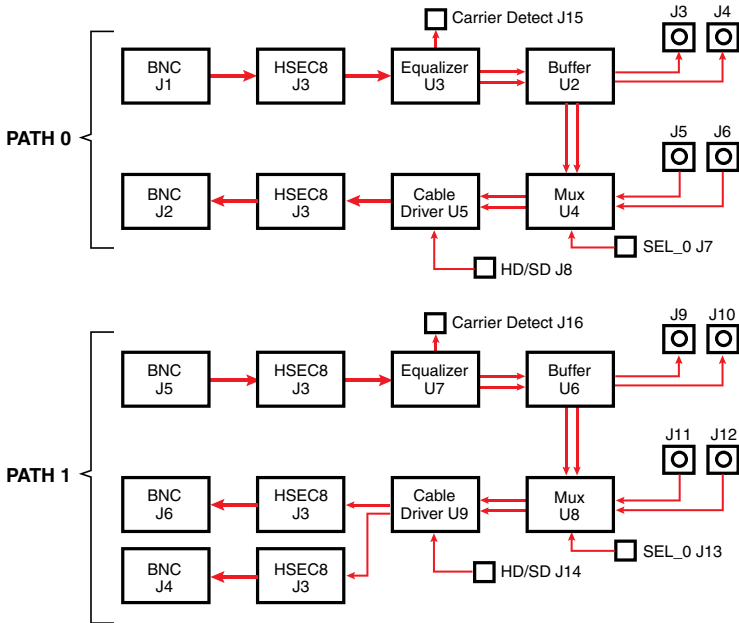 Carrier Detect J15
J3
J4
BNC
J1
HSEC8
J3
Equalizer
U3
Buffer
U2
PATH 0
J5
J6
BNC
J2
HSEC8
J3
Cable
Driver U5
Mux
U4
SEL_0 J7
HD/SD J8
Carrier Detect J16
J9
J10
BNC
J5
HSEC8
J3
Equalizer
U7
Buffer
U6
PATH 1
J11
J12
BNC
J6
HSEC8
J3
Cable
Driver U9
Mux
U8
SEL_0 J13
BNC
J4
HSEC8
J3
HD/SD J14